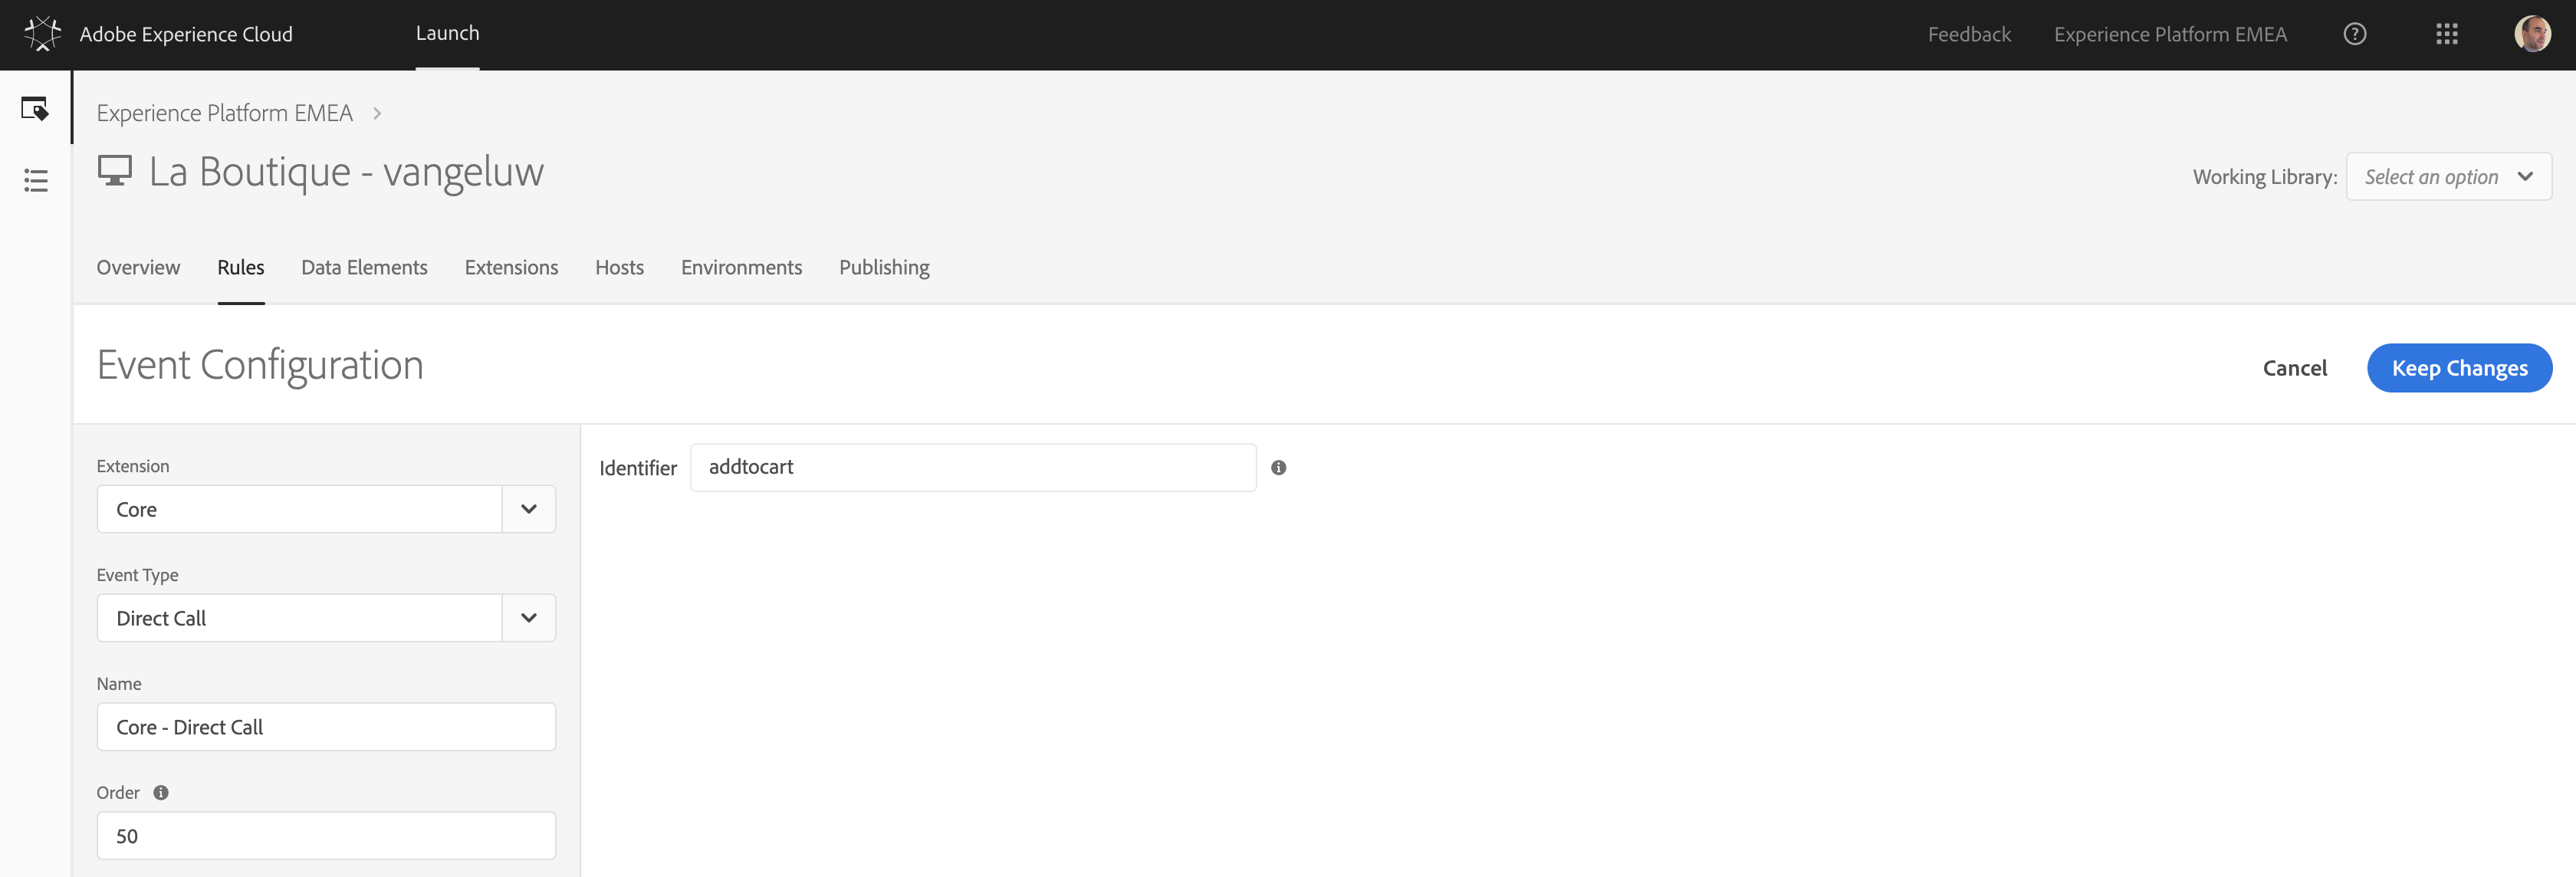 Adobe Experience Cloud
Launch
Feedback
Experience Platform EMEA
Experience Platform EMEA
La Boutique - vangeluw
Working Library:
Select an option
Overview
Rules
Data Elements
Extensions
Hosts
Environments
Publishing
Event Configuration
Cancel
Keep Changes
Extension
Core
Event Type
Direct Call
Name
Core - Direct Call
Order
50
Identifier
addtocart